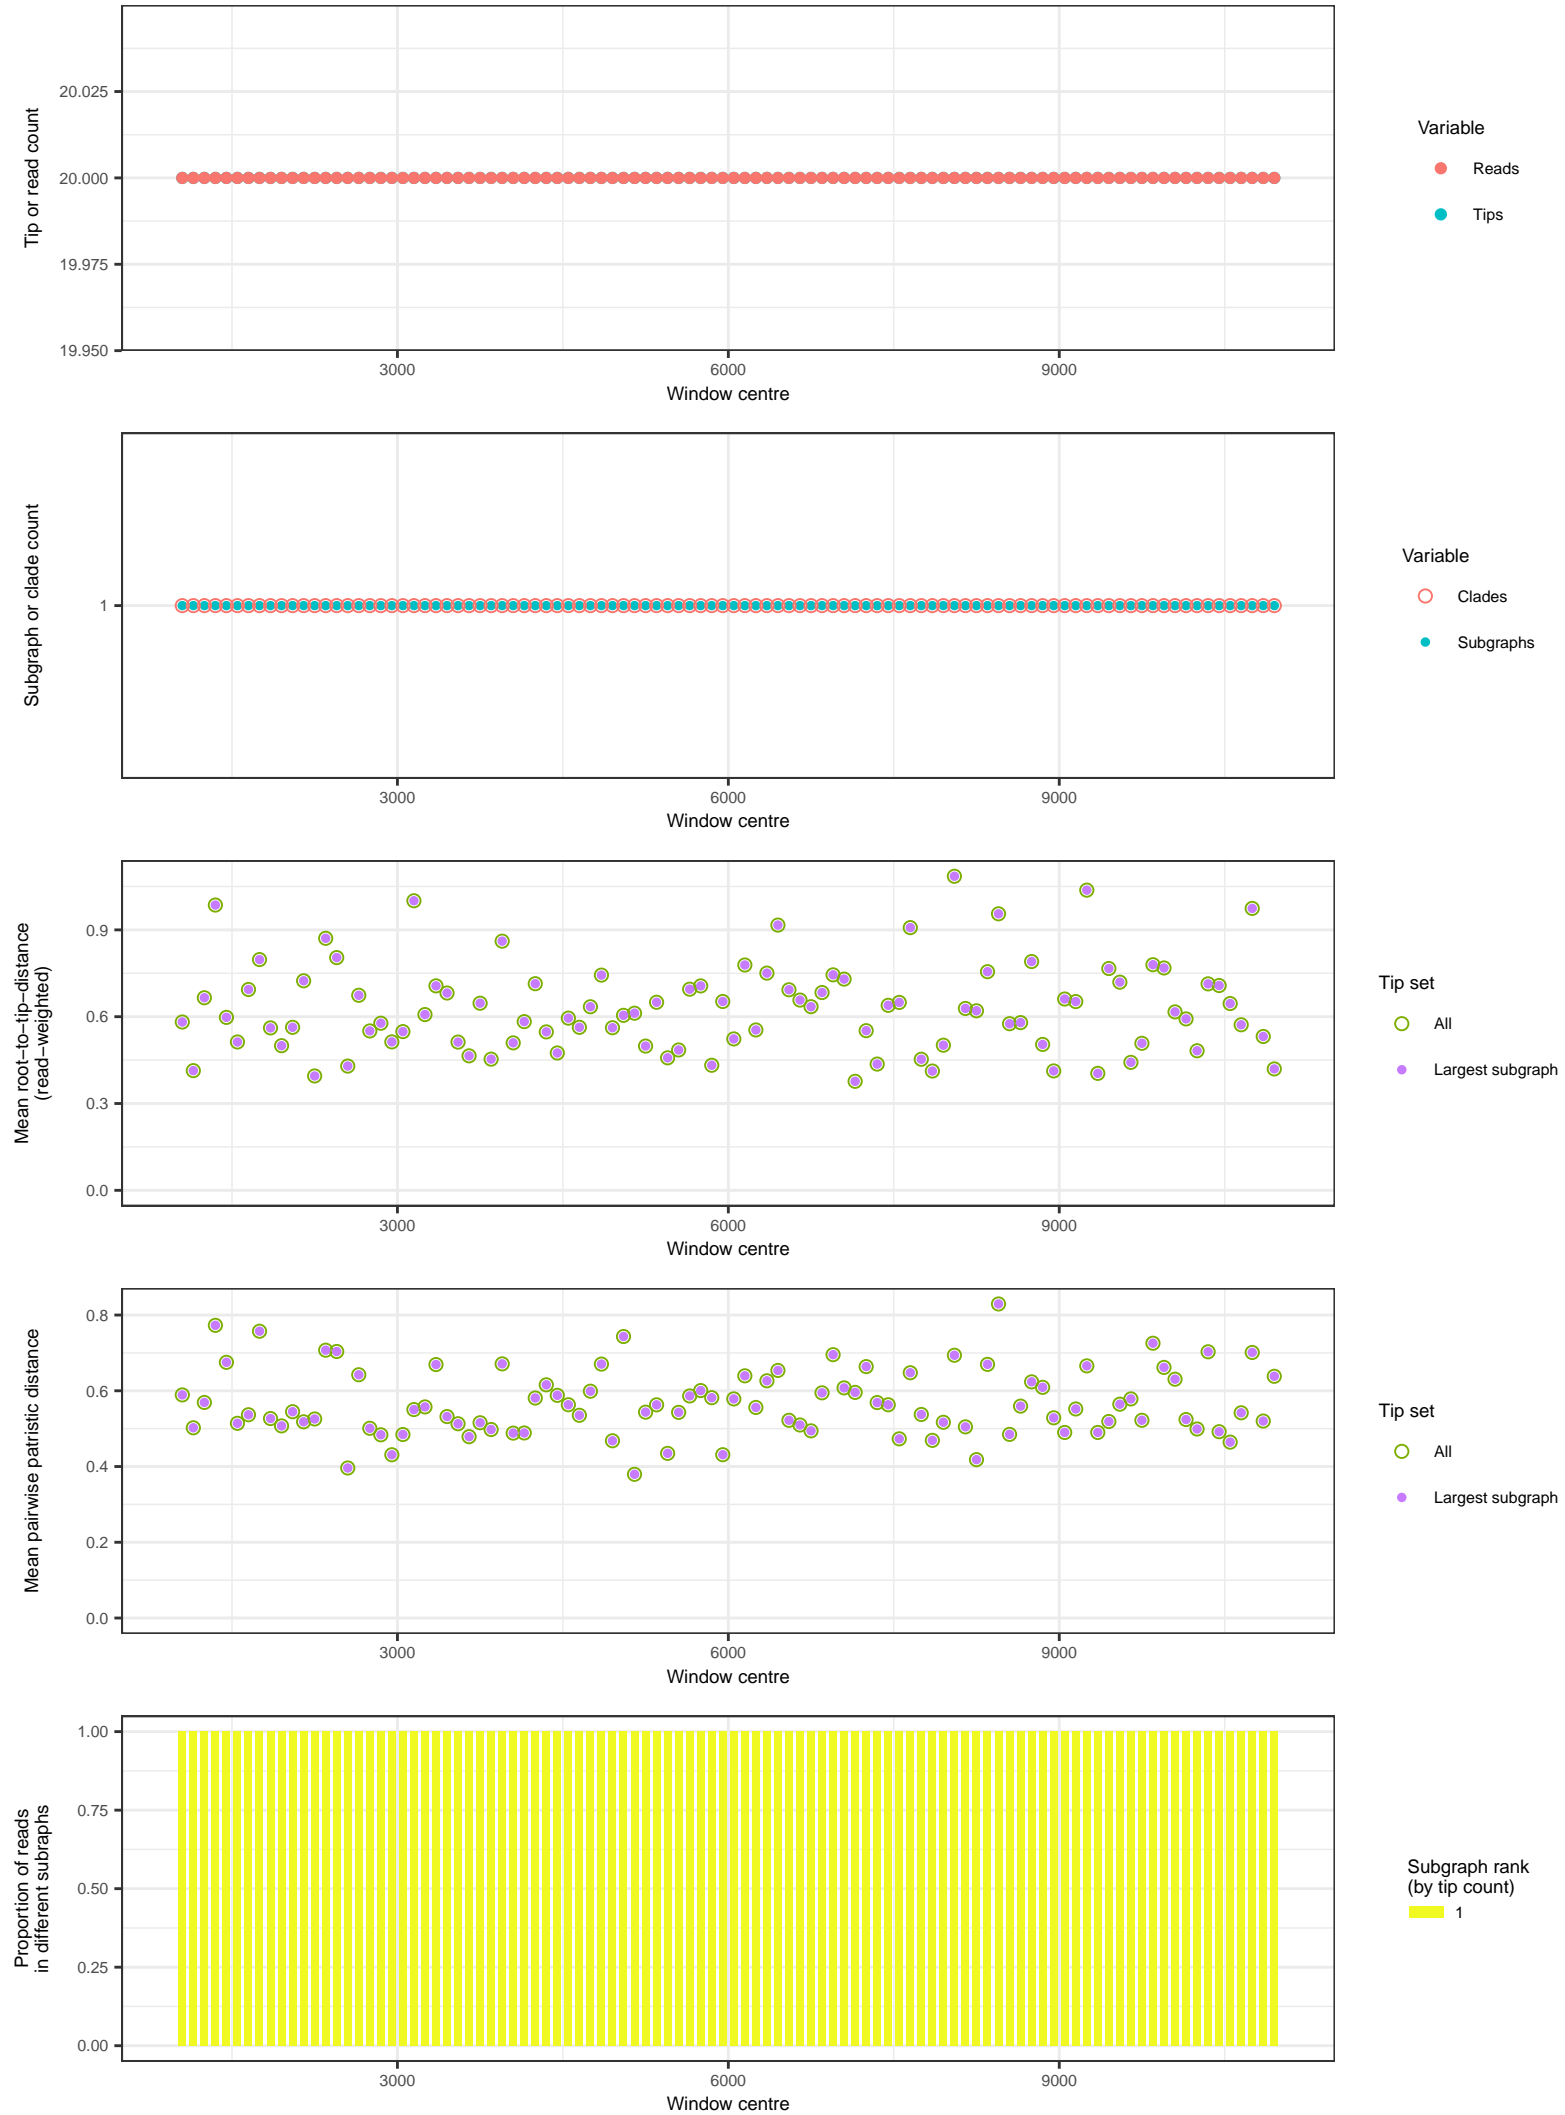 20.025
20.000
19.975
19.950
Tip or read count
3000
6000
9000
Window centre
Variable
Reads
Tips
1
Subgraph or clade count
3000
6000
9000
Window centre
Variable
Clades
Subgraphs
0.9
0.6
0.3
0.0
Mean root−to−tip−distance
(read−weighted)
3000
6000
9000
Window centre
Tip set
All
Largest subgraph
0.8
0.6
0.4
0.2
0.0
Mean pairwise patristic distance
3000
6000
9000
Window centre
Tip set
All
Largest subgraph
1.00
0.75
0.50
0.25
0.00
Proportion of reads
in different subraphs
3000
6000
9000
Window centre
Subgraph rank
(by tip count)
1